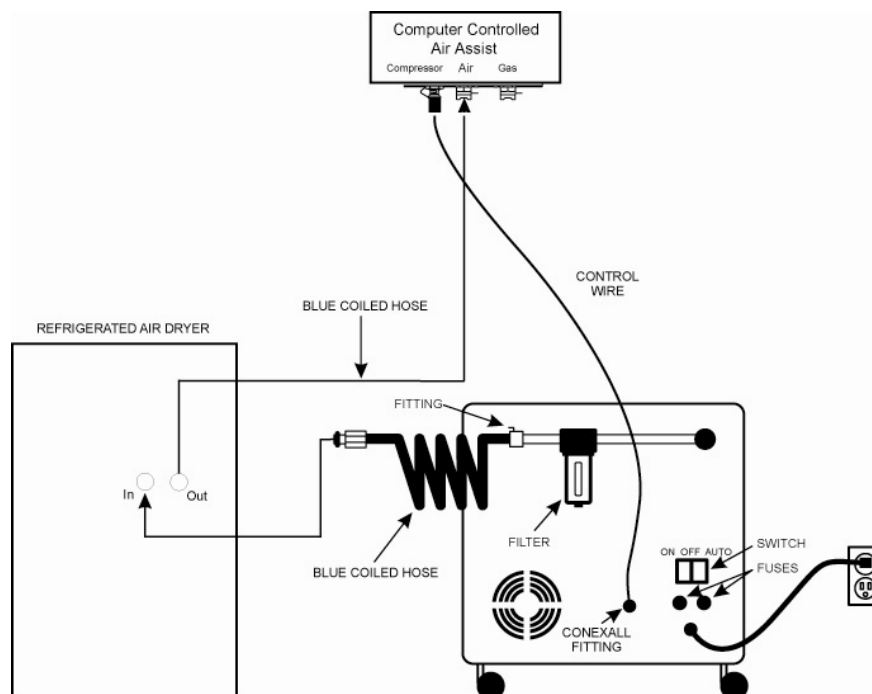 Computer Controlled
Air Assist
Compressor Air Gas
CONTROL
WIRE
BLUE COILED HOSE
REFRIGERATED AIR DRYER
FITTING
In
Out
FILTER
ON OFF AUTO
SWITCH
FUSES
BLUE COILED HOSE
CONEXALL
FITTING